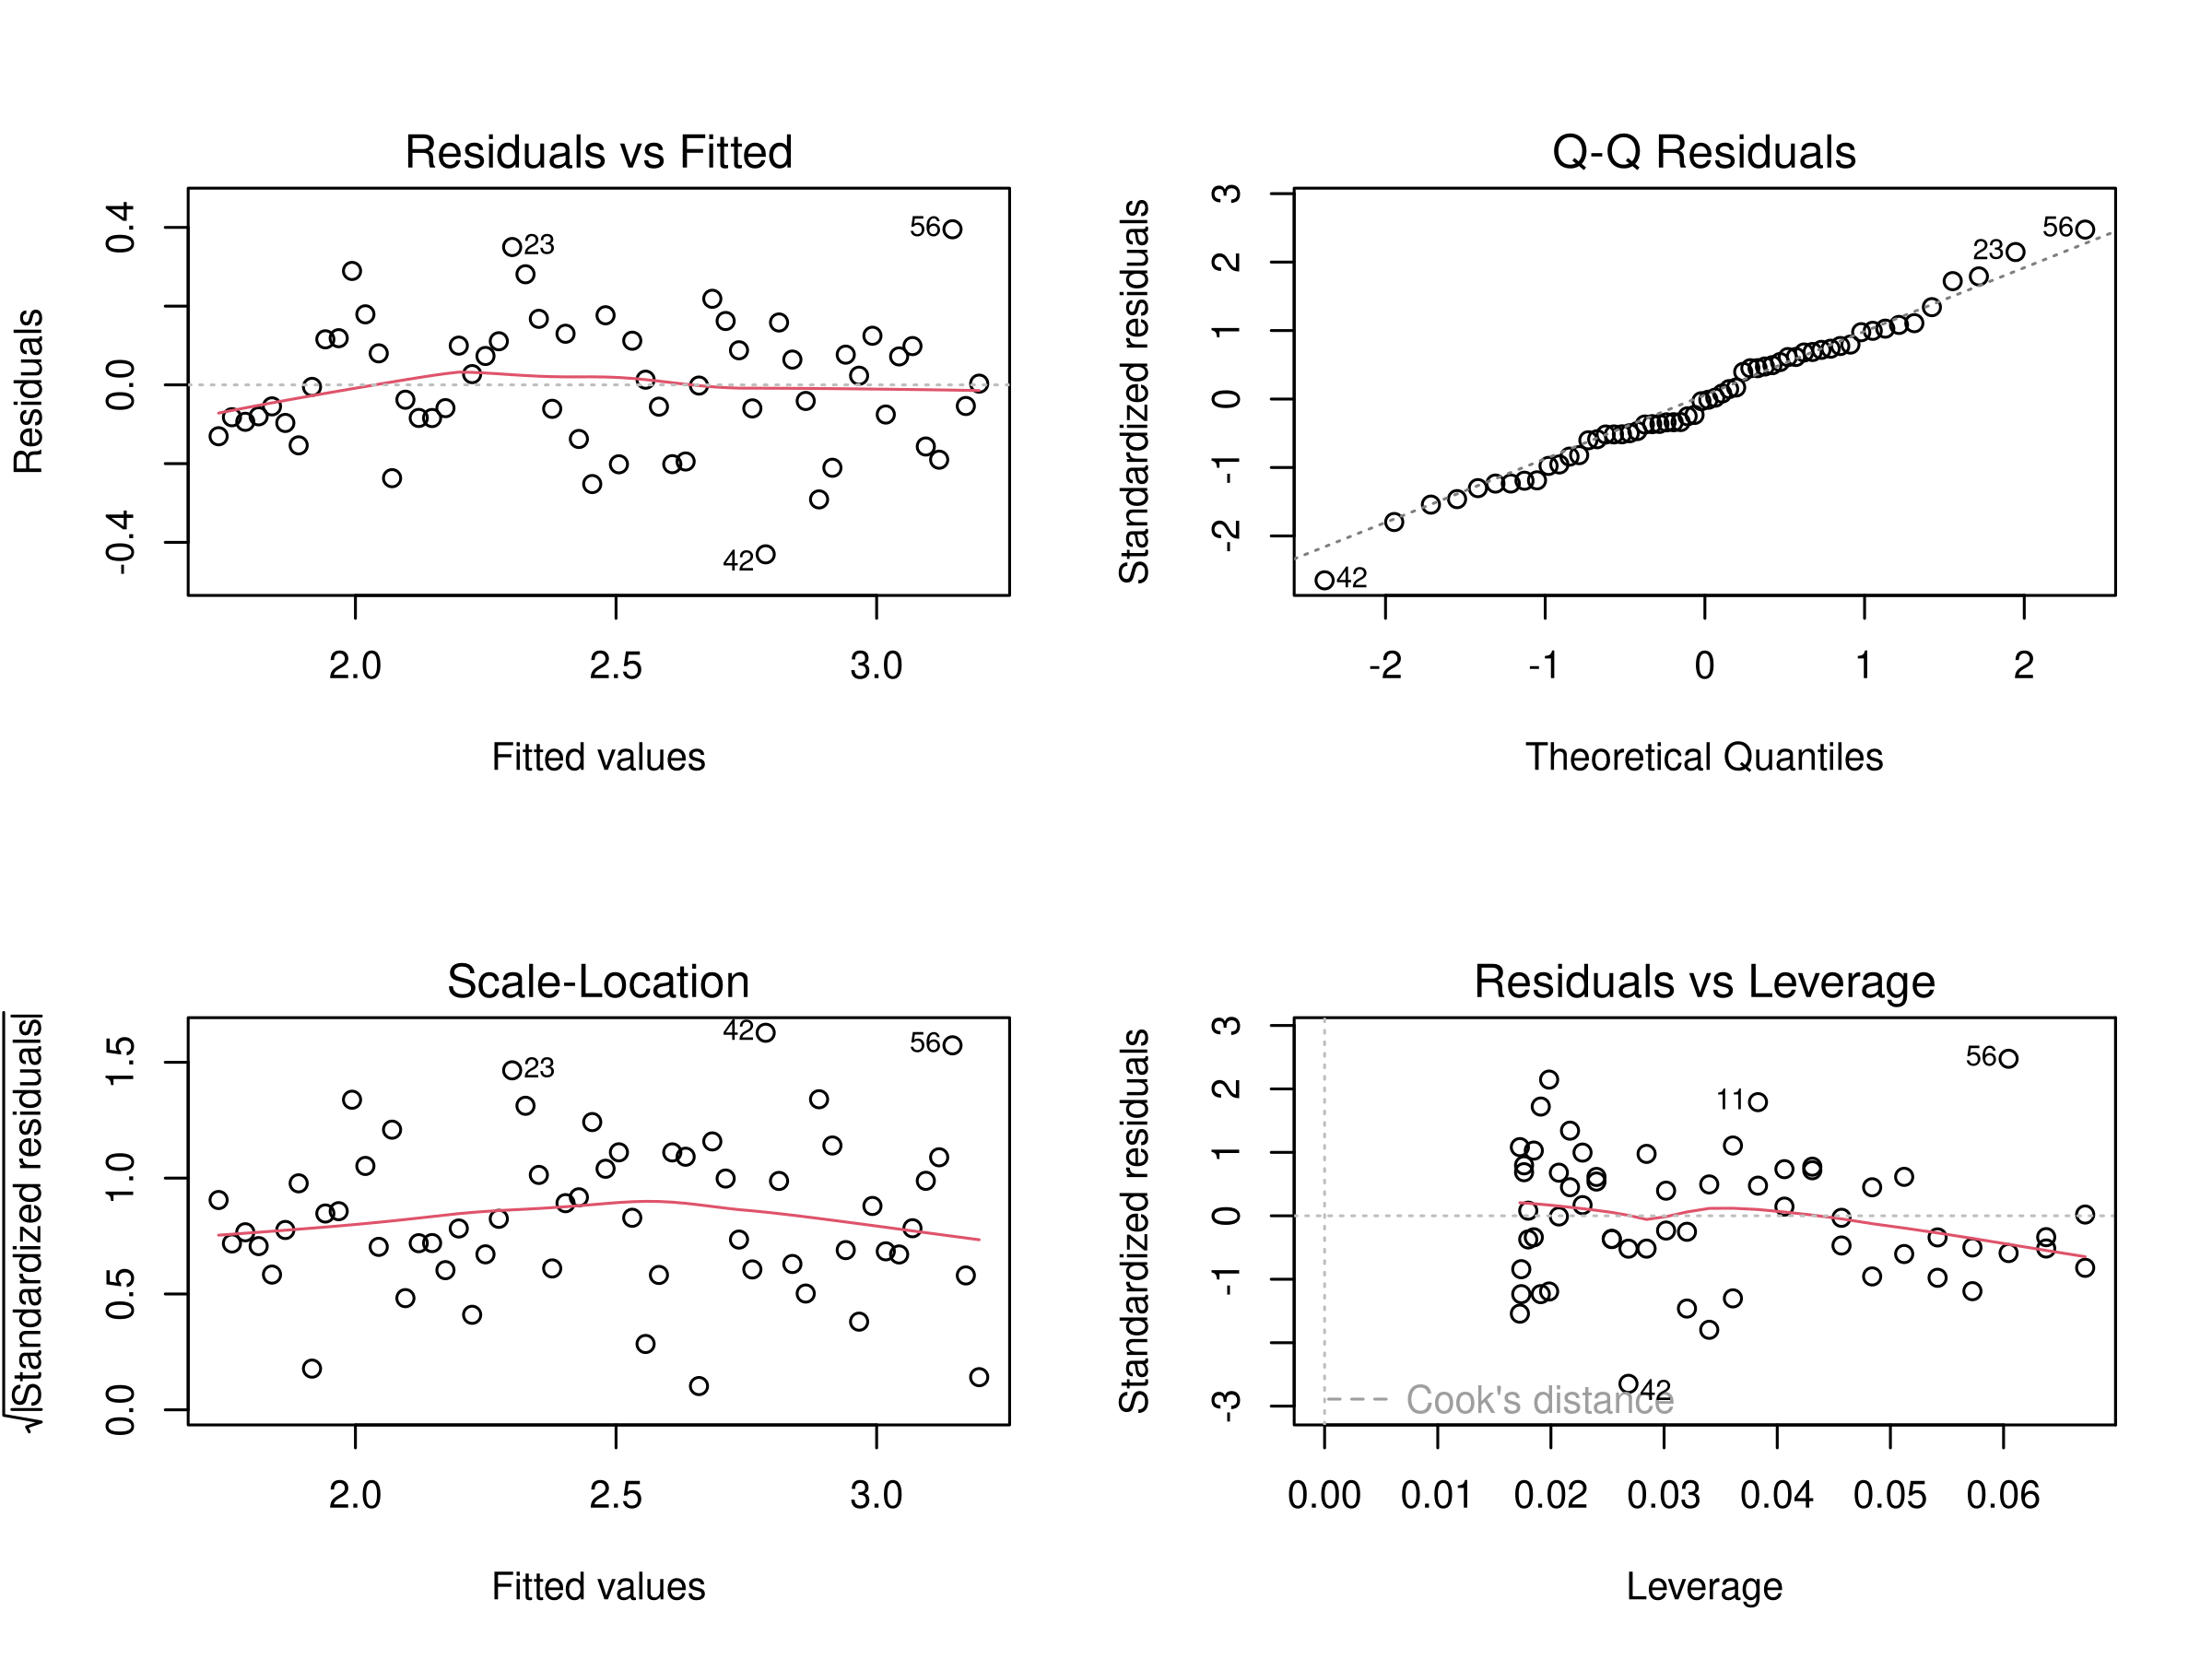 Residuals vs Fitted
Residuals
0.4
0.0
-0.4
56
23
42
2.0 2.5 3.0
Fitted values
Q-Q Residuals
Standardized residuals
3
2
1
0
-1
-2
56
23
42
-2 -1 0 1 2
Theoretical Quantiles
Scale-Location
√|Standardized residuals|
1.5
1.0
0.5
0.0
42
56
23
2.0 2.5 3.0
Fitted values
Residuals vs Leverage
Standardized residuals
3
2
1
0
-1
-3
56
11
42
Cook's distance
0.00 0.01 0.02 0.03 0.04 0.05 0.06
Leverage